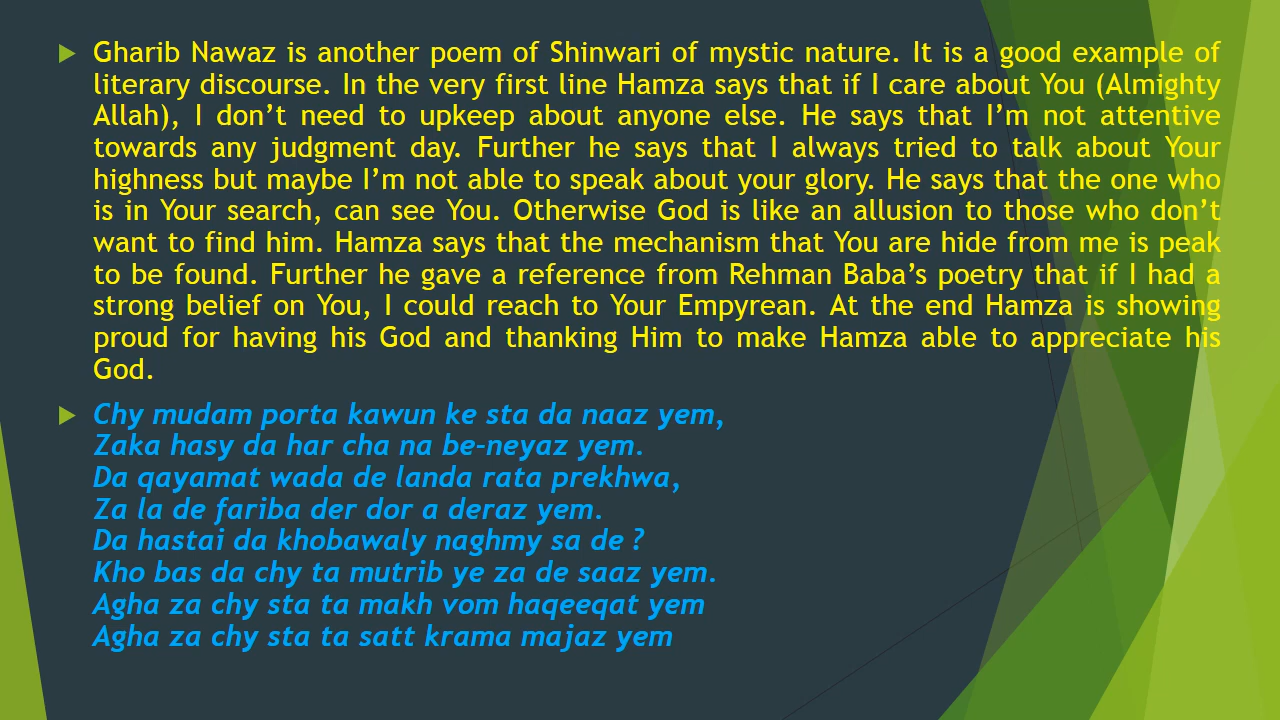 Gharib Nawaz is another poem of Shinwari of mystic nature. It is a good example of
literary discourse. In the very first line Hamza says that if I care about You (Almighty
Allah), I don’t need to upkeep about anyone else. He says that I’m not attentive
towards any judgment day. Further he says that I always tried to talk about Your
highness but maybe I’m not able to speak about your glory. He says that the one who
is in Your search, can see You. Otherwise God is like an allusion to those who don’t
want to find him. Hamza says that the mechanism that You are hide from me is peak
to be found. Further he gave a reference from Rehman Baba’s poetry that if I had a
strong belief on You, I could reach to Your Empyrean. At the end Hamza is showing
proud for having his God and thanking Him to make Hamza able to appreciate his
God.
Chy mudam porta kawun ke sta da naaz yem,
Zaka hasy da har cha na be-neyaz yem.
Da qayamat wada de landa rata prekhwa,
Za la de fariba der dor a deraz yem.
Da hastai da khobawaly naghmy sa de ?
Kho bas da chy ta mutrib ye za de saaz yem.
Agha za chy sta ta makh vom haqeeqat yem
Agha za chy sta ta satt krama majaz yem